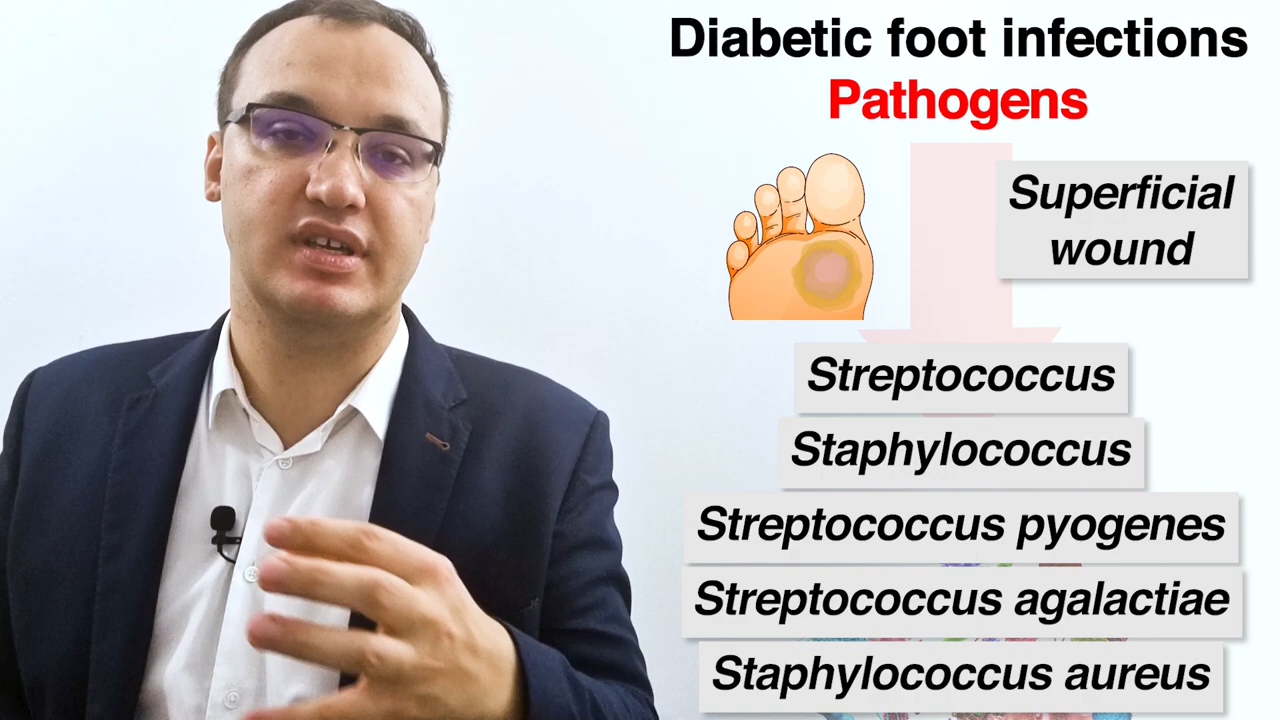 Diabetic foot infections
Pathogens
Superficial
wound
Streptococcus
Staphylococcus
Streptococcus pyogenes
Streptococcus agalactiae
Staphylococcus aureus